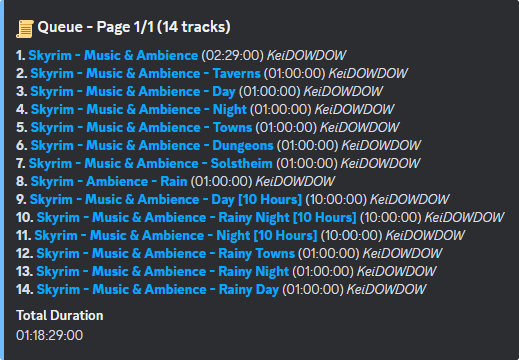 Queue - Page 1/1 (14 tracks)
1. Skyrim - Music & Ambience (02:29:00) KeiDOWDOW
2. Skyrim - Music & Ambience - Taverns (01:00:00) KeiDOWDOW
3. Skyrim - Music & Ambience - Day (01:00:00) KeiDOWDOW
4. Skyrim - Music & Ambience - Night (01:00:00) KeiDOWDOW
5. Skyrim - Music & Ambience - Towns (01:00:00) KeiDOWDOW
6. Skyrim - Music & Ambience - Dungeons (01:00:00) KeiDOWDOW
7. Skyrim - Music & Ambience - Solstheim (01:00:00) KeiDOWDOW
8. Skyrim - Ambience - Rain (01:00:00) KeiDOWDOW
9. Skyrim - Music & Ambience - Day [10 Hours] (10:00:00) KeiDOWDOW
10. Skyrim - Music & Ambience - Rainy Night [10 Hours] (10:00:00) KeiDOWDOW
11. Skyrim - Music & Ambience - Night [10 Hours] (10:00:00) KeiDOWDOW
12. Skyrim - Music & Ambience - Rainy Towns (01:00:00) KeiDOWDOW
13. Skyrim - Music & Ambience - Rainy Night (01:00:00) KeiDOWDOW
14. Skyrim - Music & Ambience - Rainy Day (01:00:00) KeiDOWDOW
Total Duration
01:18:29:00